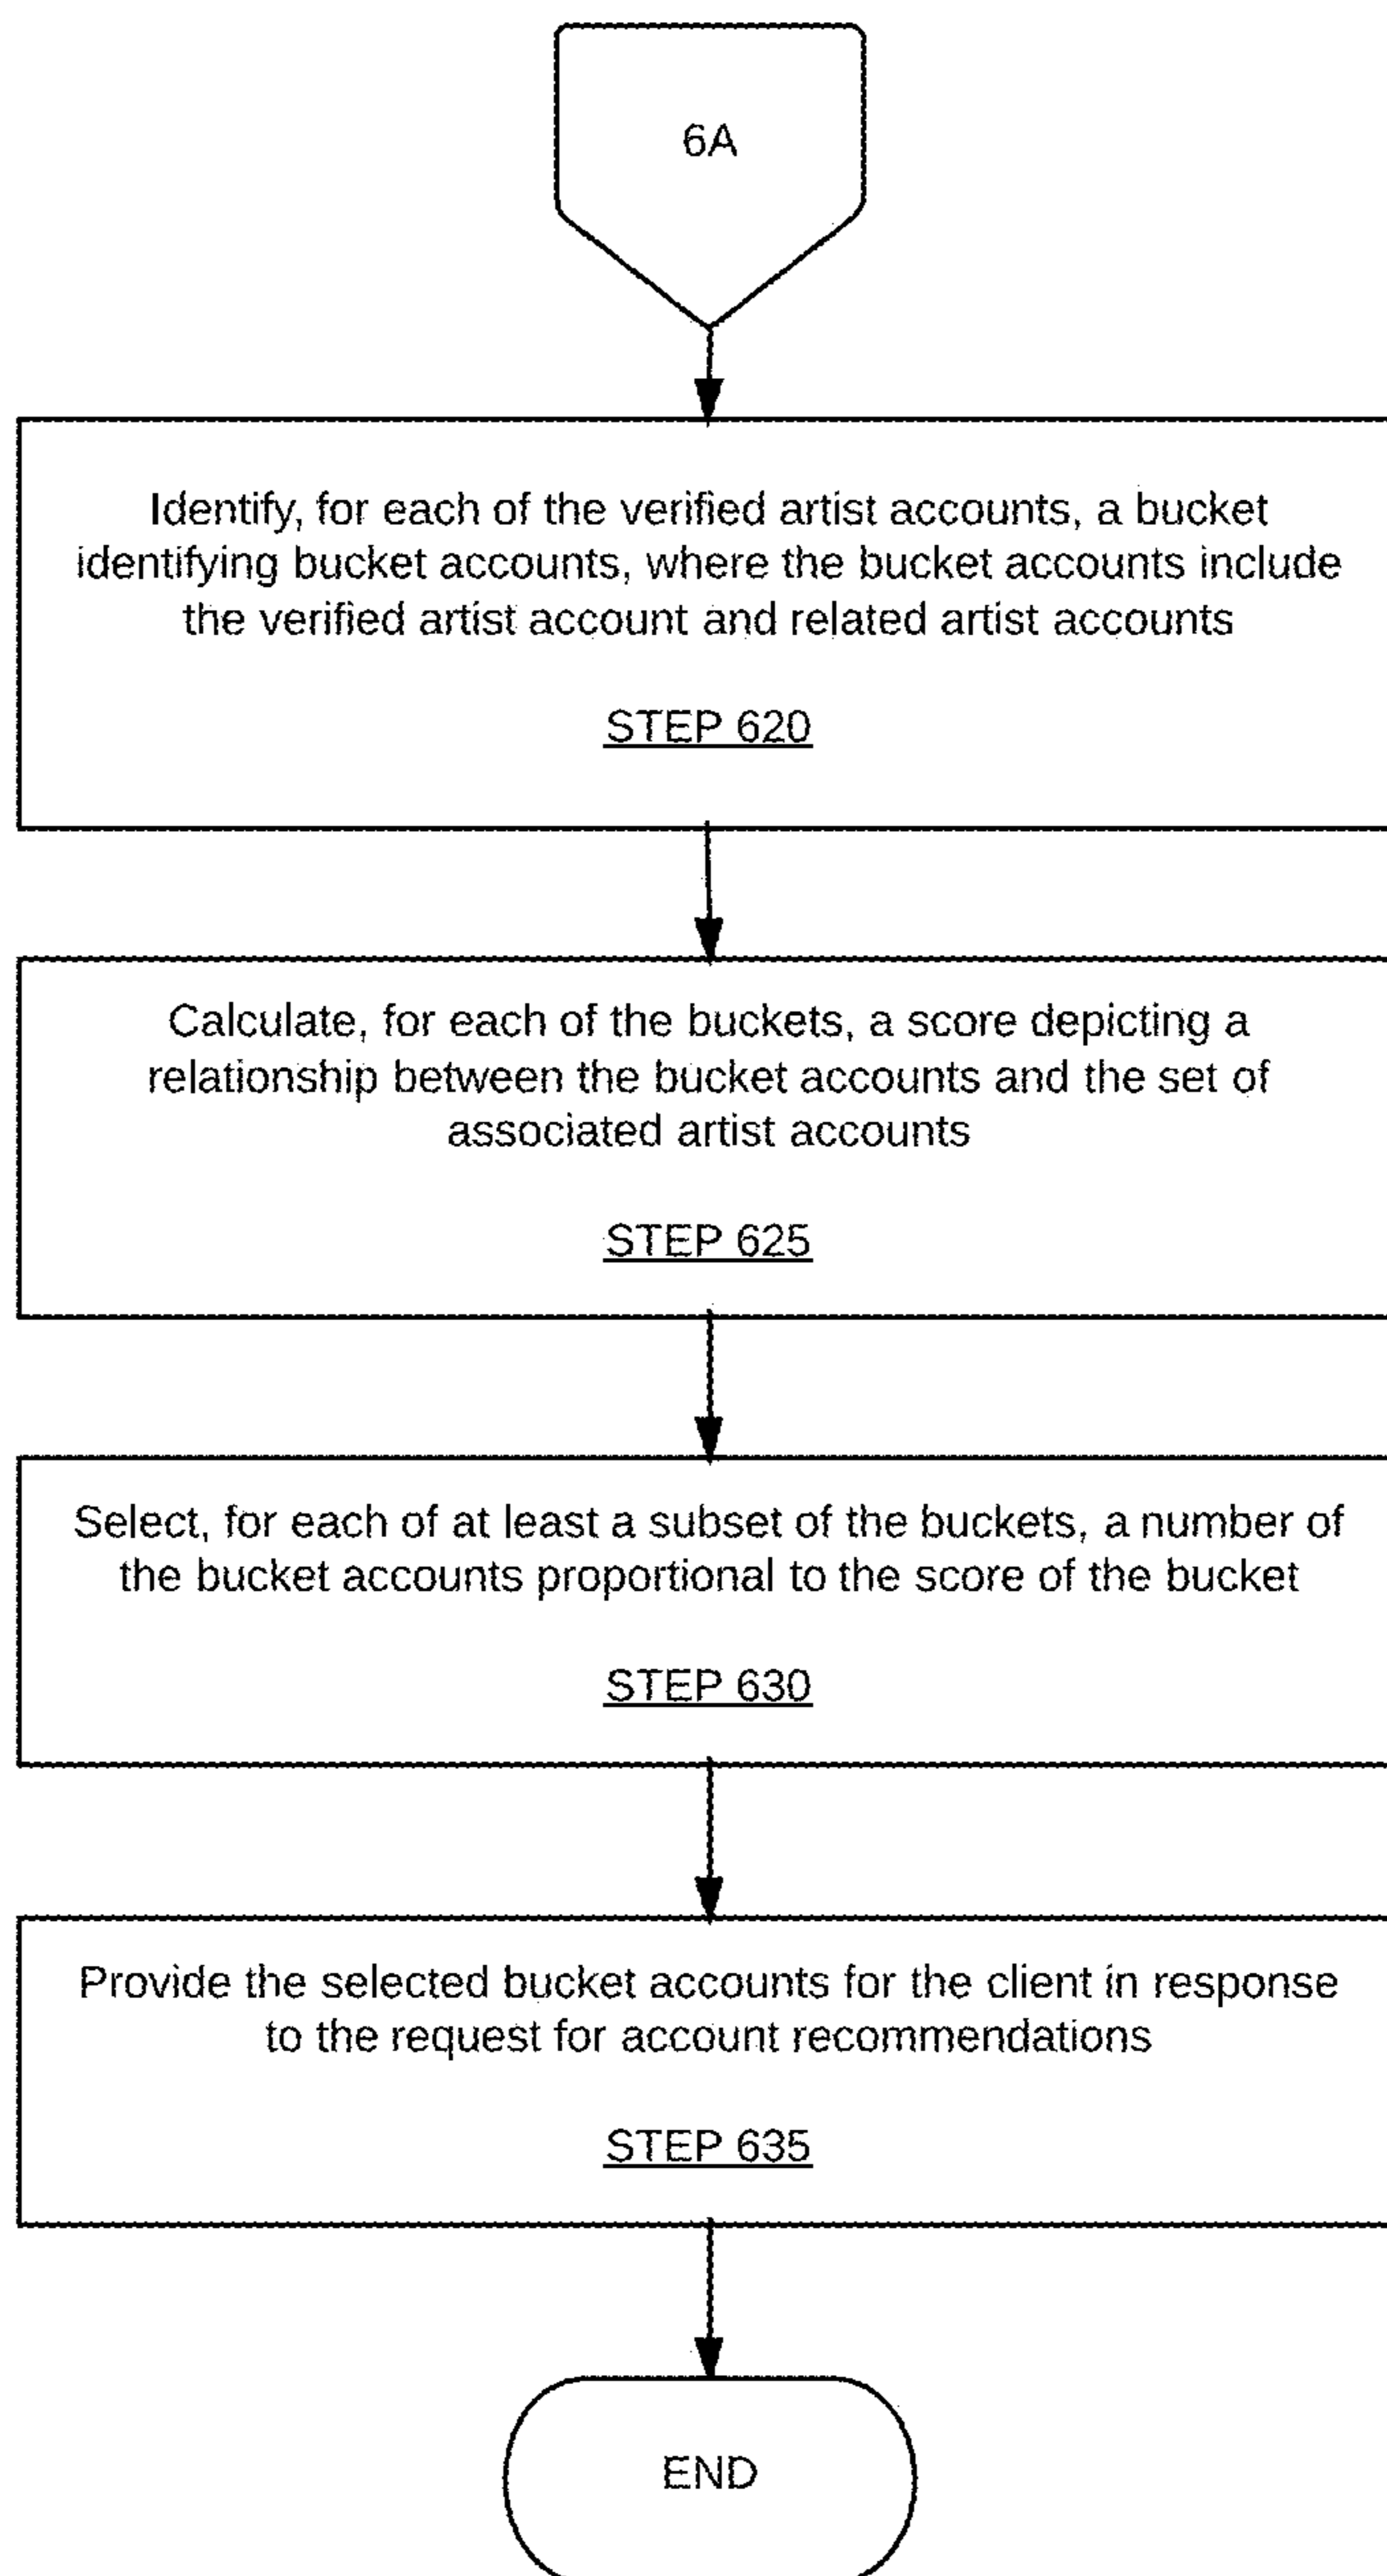 6A
Identify, for each of the verified artist accounts, a bucket
identifying bucket accounts, where the bucket accounts include
the verified artist account and related artist accounts
STEP 620
Calculate, for each of the buckets, a score depicting a
relationship between the bucket accounts and the set of
associated artist accounts
STEP 625
Select, for each of at least a subset of the buckets, a number of
the bucket accounts proportional to the score of the bucket
STEP 630
Provide the selected bucket accounts for the client in response
to the request for account recommendations
STEP 635
END